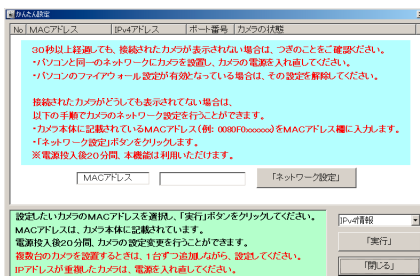 かんたん設定
No MACアドレス IPv4アドレス ポート番号 カメラの状態
30秒以上経過しても、接続されたカメラが表示されない場合は、つぎのことをご確認ください。
・パソコンと同一のネットワークにカメラを設置し、カメラの電源を入れ直してください。
・パソコンのファイアウォール設定が有効となっている場合は、その設定を解除してください。
接続されたカメラがどうしても表示されてない場合は、
以下の手順でカメラのネットワーク設定を行うことができます。
・カメラ本体に記載されているMACアドレス(例: 0080F0xxxxxx)をMACアドレス欄に入力します。
・「ネットワーク設定」ボタンをクリックします。
※電源投入後20分間、本機能は利用いただけます。
MACアドレス 「ネットワーク設定」
設定したいカメラのMACアドレスを選択し、「実行」ボタンをクリックしてください。
MACアドレスは、カメラ本体に記載されています。
電源投入後20分間、カメラの設定変更を行うことができます。
複数台のカメラを設置するときは、1台ずつ追加しながら、設定してください。
IPアドレスが重複したカメラは、電源を入れ直してください。
IPv4情報
「実行」
「閉じる」